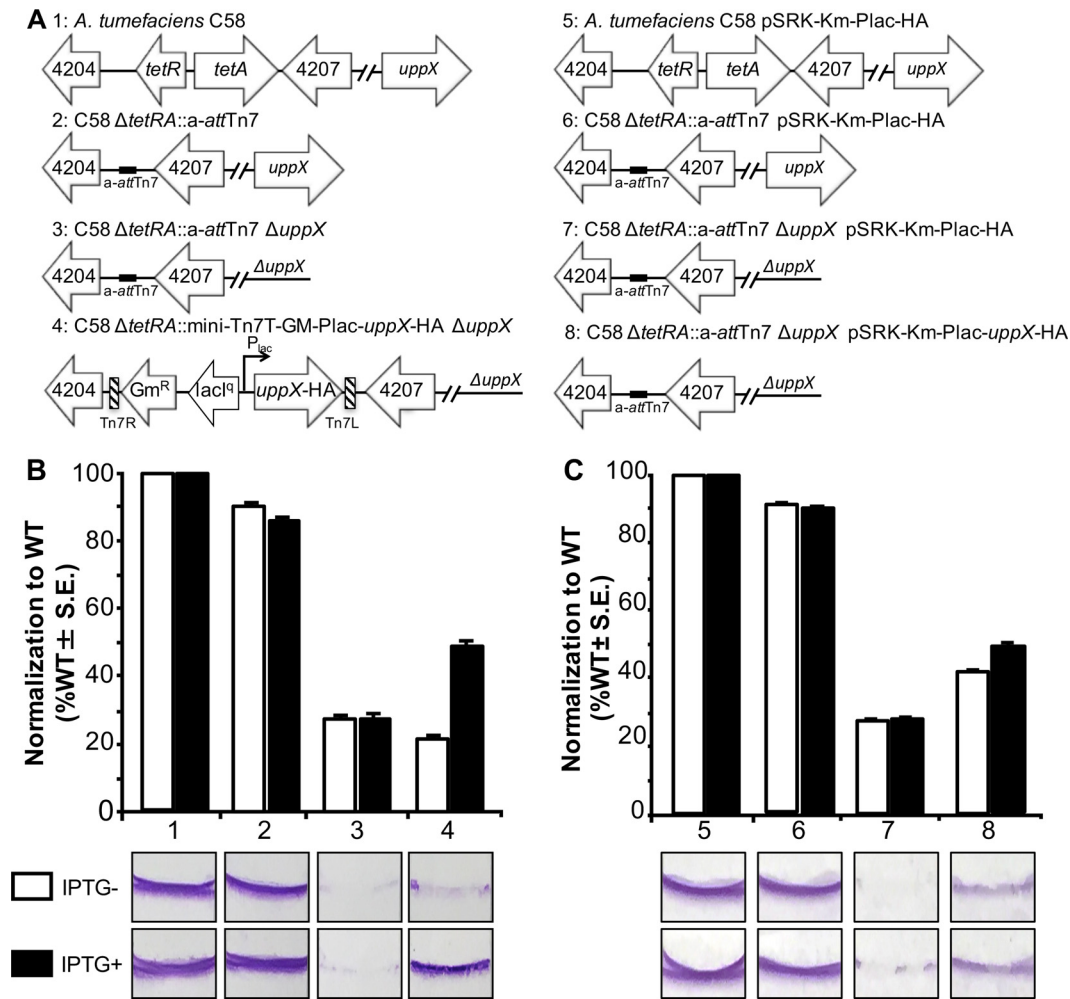 A 1: A. tumefaciens C58
4204 tetR tetA 4207 uppX
2: C58 ΔtetRA::a-attTn7
4204 a-attTn7 4207 uppX
3: C58 ΔtetRA::a-attTn7 ΔuppX
4204 a-attTn7 4207 ΔuppX
4: C58 ΔtetRA::mini-Tn7T-GM-Plac-uppX-HA ΔuppX
Plac
4204 GmR lacIq uppX-HA 4207 ΔuppX
Tn7R Tn7L
5: A. tumefaciens C58 pSRK-Km-Plac-HA
4204 tetR tetA 4207 uppX
6: C58 ΔtetRA::a-attTn7 pSRK-Km-Plac-HA
4204 a-attTn7 4207 uppX
7: C58 ΔtetRA::a-attTn7 ΔuppX pSRK-Km-Plac-HA
4204 a-attTn7 4207 ΔuppX
8: C58 ΔtetRA::a-attTn7 ΔuppX pSRK-Km-Plac-uppX-HA
4204 a-attTn7 4207 ΔuppX
B
Normalization to WT
(%WT± S.E.)
100
80
60
40
20
0
1 2 3 4
IPTG-
IPTG+
C
Normalization to WT
(%WT± S.E.)
100
80
60
40
20
0
5 6 7 8